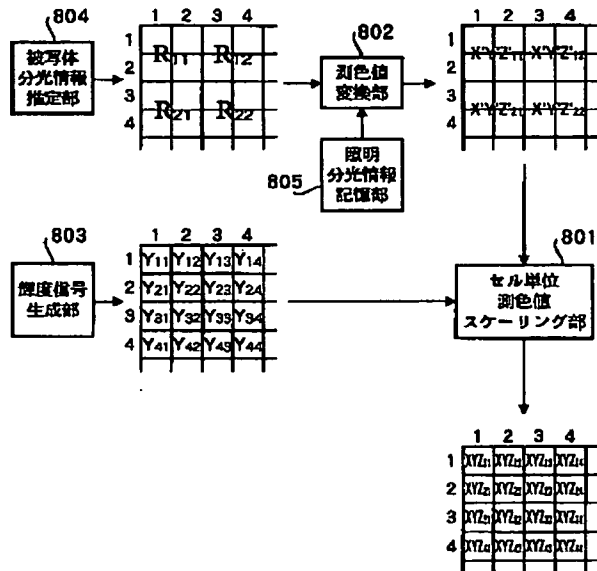 804
被写体
分光情報
推定部
1 2 3 4
1
2
3
4
R11 R12
R21 R22
802
測色値
変換部
805
照明
分光情報
記憶部
1 2 3 4
1
2
3
4
X'Y'Z'11 X'Y'Z'12
X'Y'Z'21 X'Y'Z'22
803
輝度信号
生成部
1 2 3 4
1 Y11 Y12 Y13 Y14
2 Y21 Y22 Y23 Y24
3 Y31 Y32 Y33 Y34
4 Y41 Y42 Y43 Y44
801
セル単位
測色値
スケーリング部
1 2 3 4
1
2
3
4